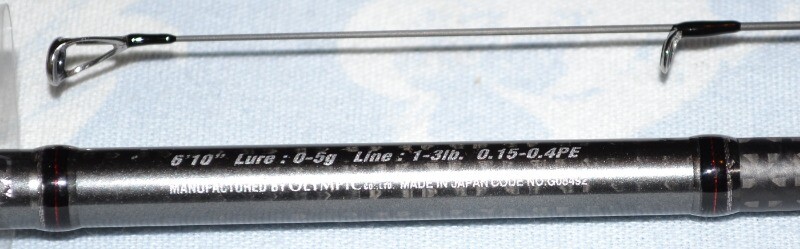 6'10" Lure : 0-5g Line : 1-3lb. 0.15-0.4PE
MANUFACTURED BY OLYMPIC CO.,LTD. MADE IN JAPAN CODE NO.G08492